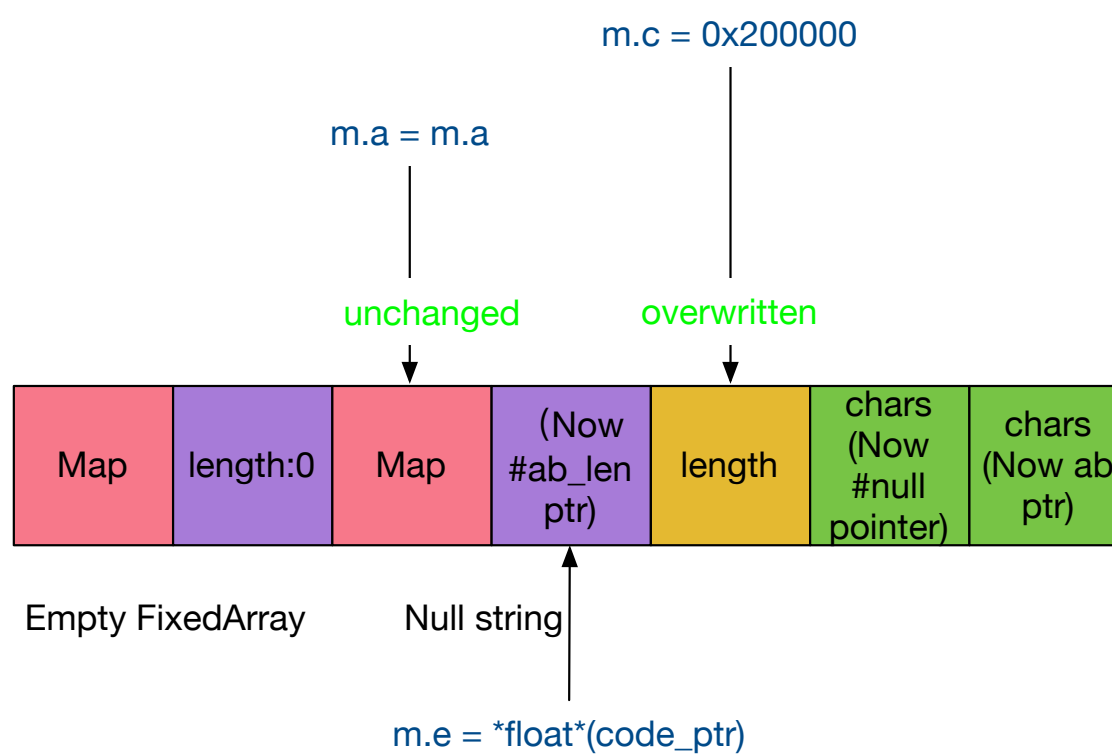 m.c = 0x200000
m.a = m.a
unchanged
overwritten
Map
length:0
Map
(Now
#ab_len
ptr)
length
chars
(Now
#null
pointer)
chars
(Now ab
ptr)
Empty FixedArray
Null string
m.e = *float*(code_ptr)